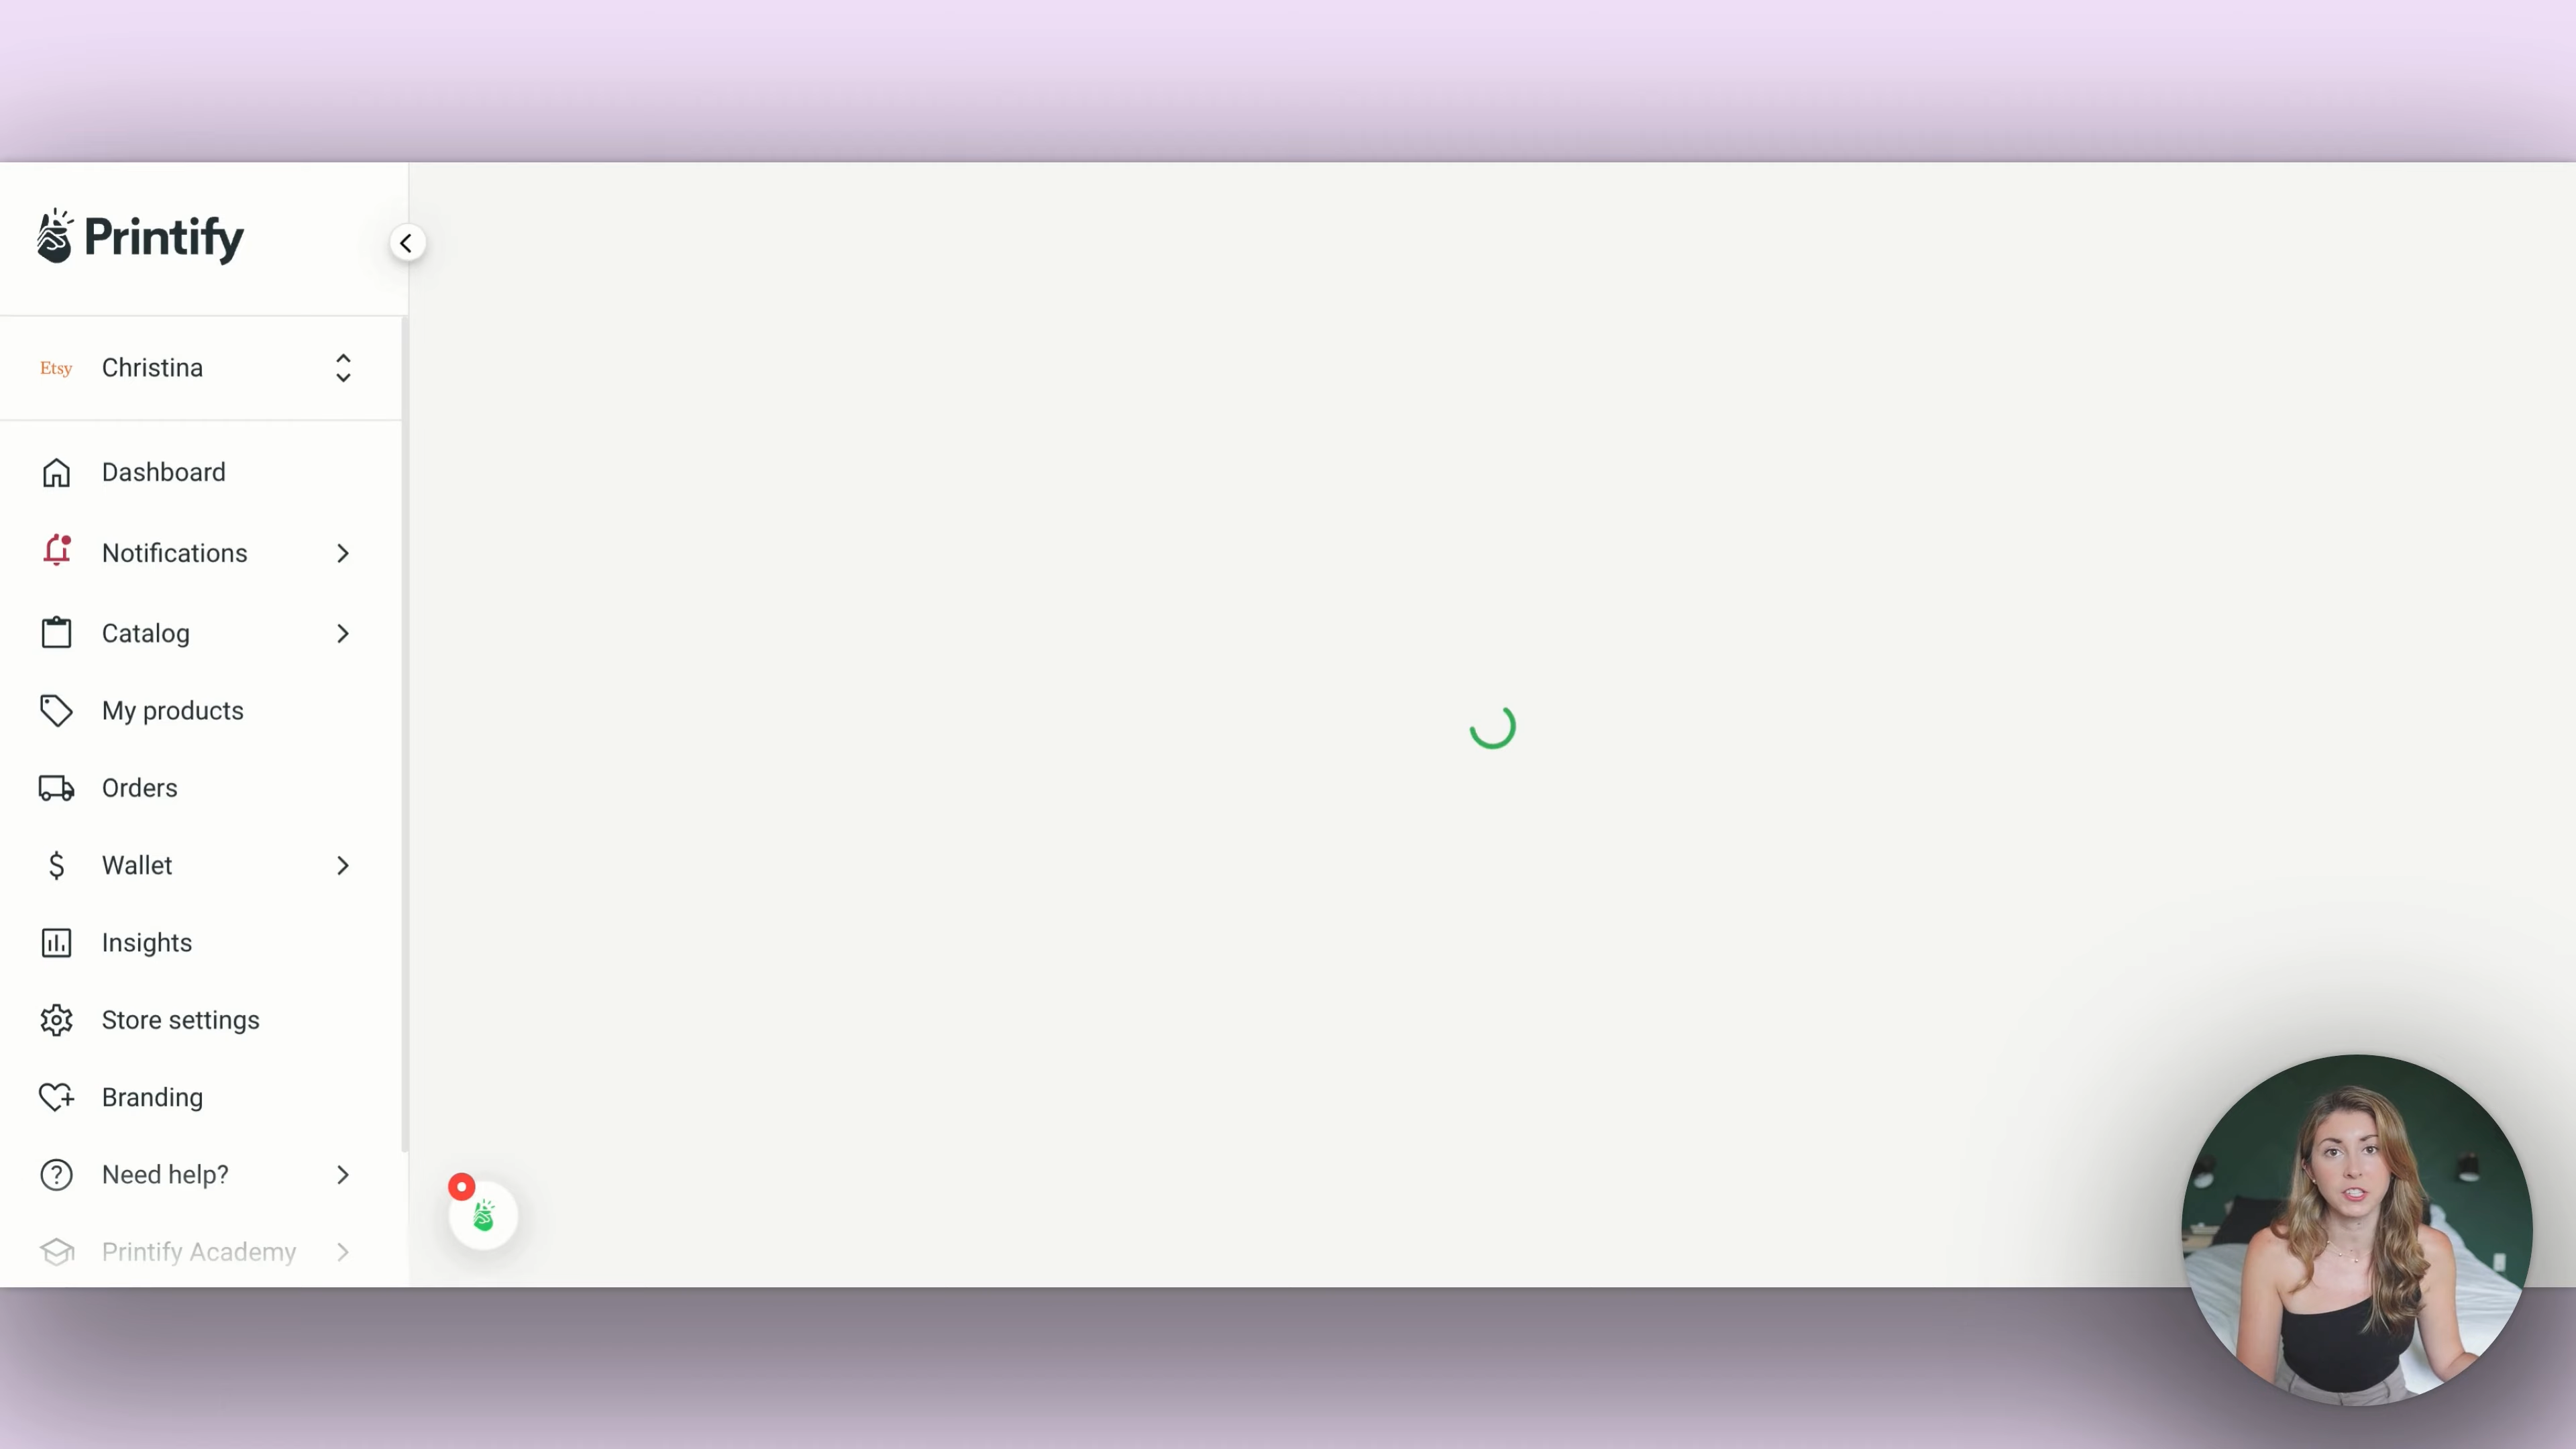 Printify
Etsy Christina
Dashboard
Notifications
Catalog
My products
Orders
$ Wallet
Insights
Store settings
Branding
Need help?
Printify Academy